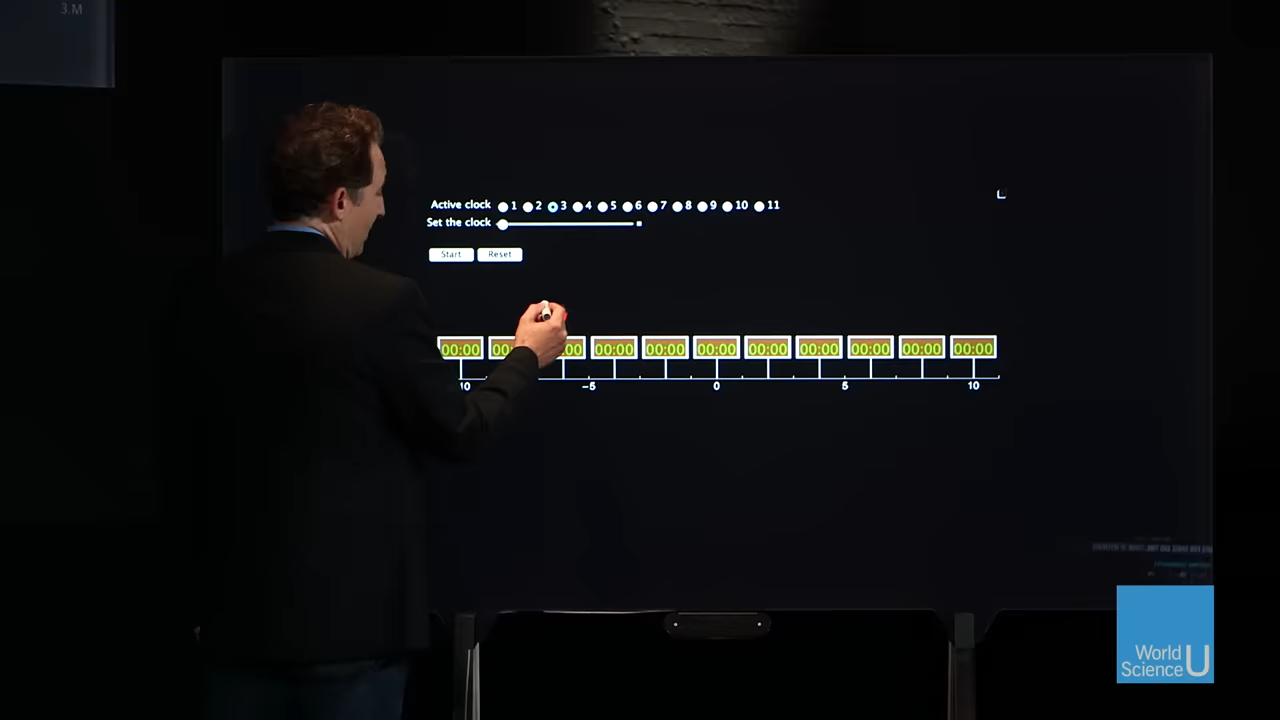 3.M
Active clock 1 2 3 4 5 6 7 8 9 10 11
Set the clock
Start Reset
00:00 00 :00 00:00 00:00 00:00 00:00 00:00 00:00 00:00 00:00
10 −5 0 5 10
World
Science U